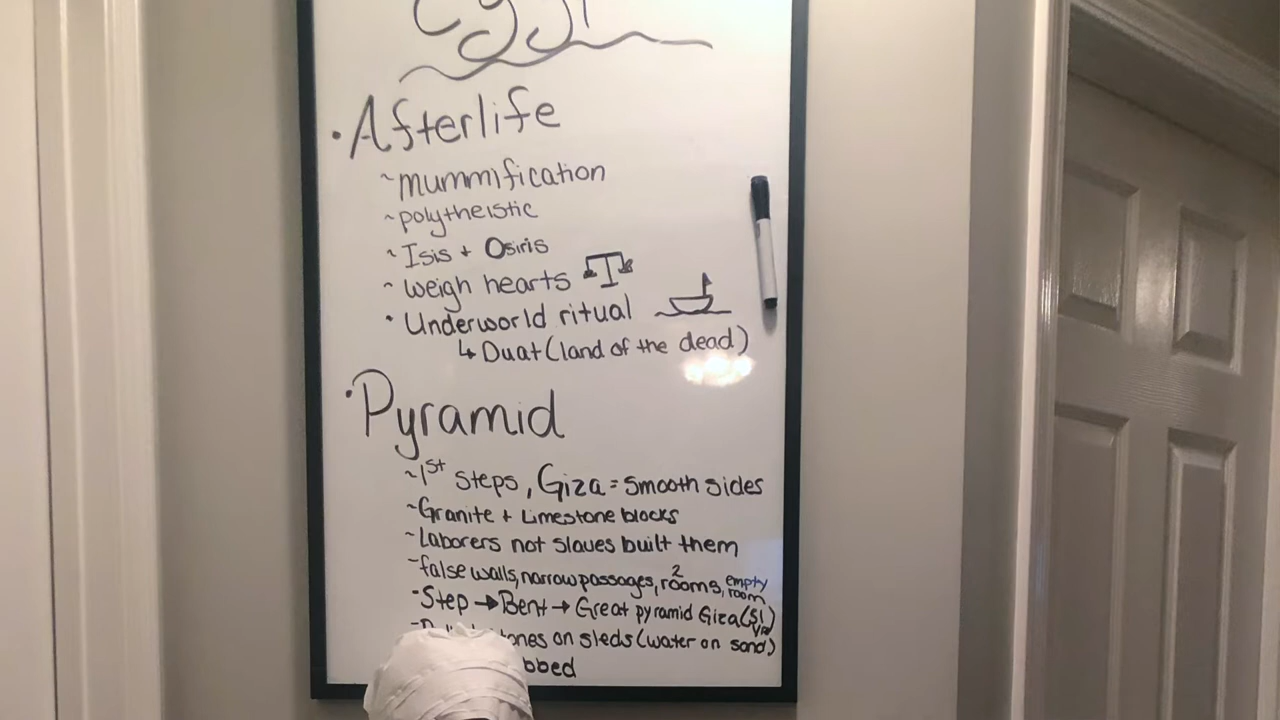 • Afterlife
~ mummification
~ polytheistic
~ Isis + Osiris
~ weigh hearts
• Underworld ritual
↳ Duat (land of the dead)
• Pyramid
~ 1st steps, Giza = smooth sides
~ Granite + Limestone blocks
~ Laborers not slaves built them
~ false walls, narrow passages, 2 rooms, empty room
- Step → Bent → Great pyramid Giza
on sleds (water on sand)